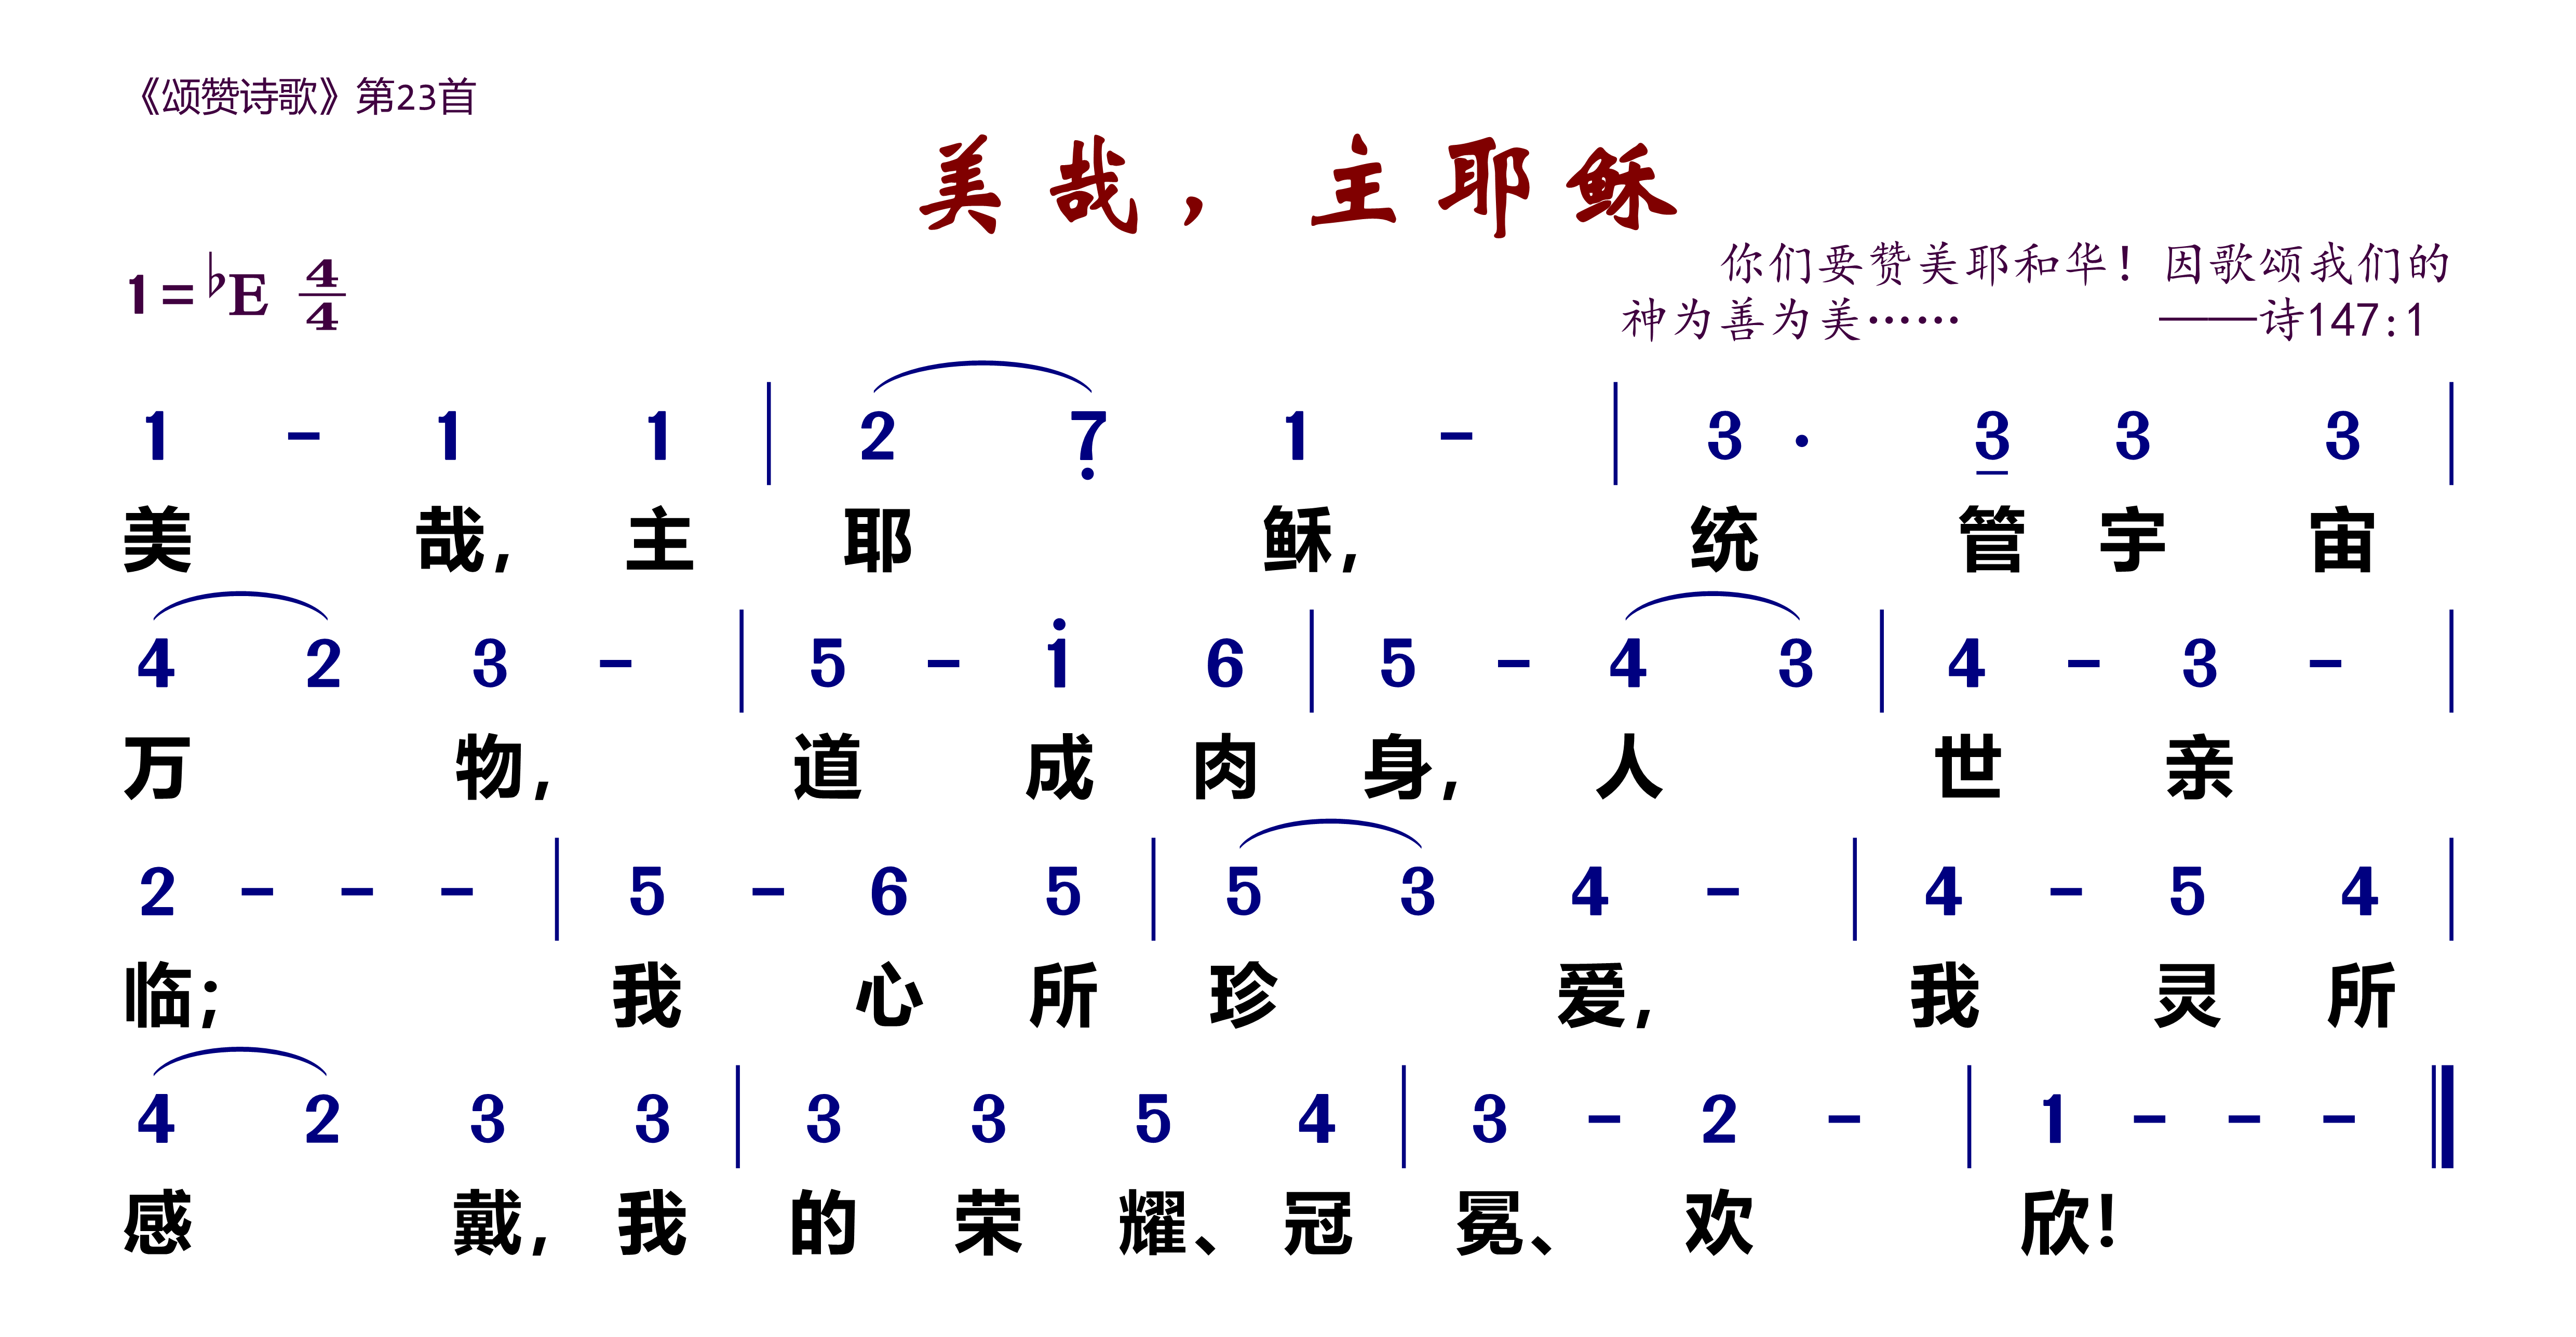 《颂赞诗歌》第23首
美哉，主耶稣
1=♭E 4/4
你们要赞美耶和华！因歌颂我们的
神为善为美…… ——诗147:1
1 - 1 1 | 2 7̣ 1 - | 3 · 3̲ 3 3 |
美 哉, 主 耶 稣, 统 管 宇 宙
4 2 3 - | 5 - 1̇ 6 | 5 - 4 3 | 4 - 3 - |
万 物, 道 成 肉 身, 人 世 亲
2 - - - | 5 - 6 5 | 5 3 4 - | 4 - 5 4 |
临; 我 心 所 珍 爱, 我 灵 所
4 2 3 3 | 3 3 5 4 | 3 - 2 - | 1 - - - ‖
感 戴, 我 的 荣 耀、 冠 冕、 欢 欣!